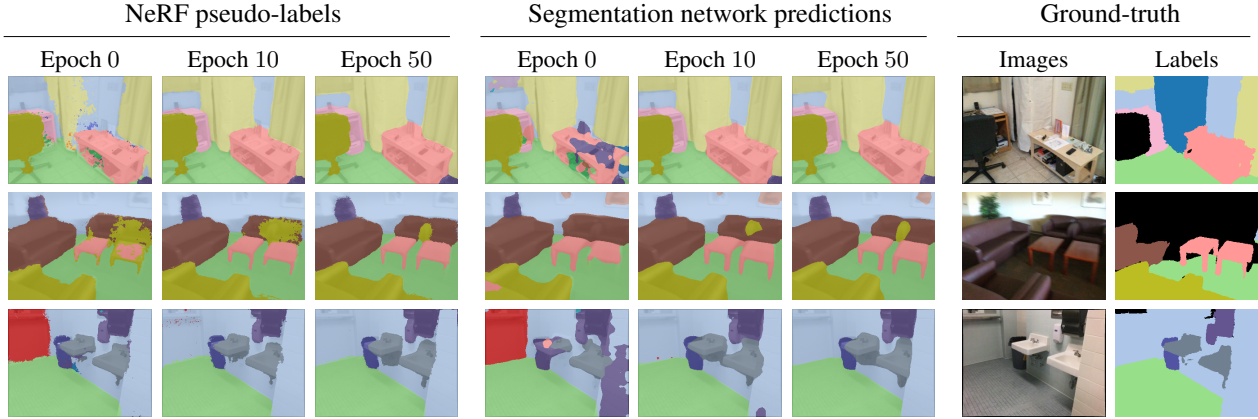 NeRF pseudo-labels Segmentation network predictions Ground-truth
Epoch 0 Epoch 10 Epoch 50 Epoch 0 Epoch 10 Epoch 50 Images Labels